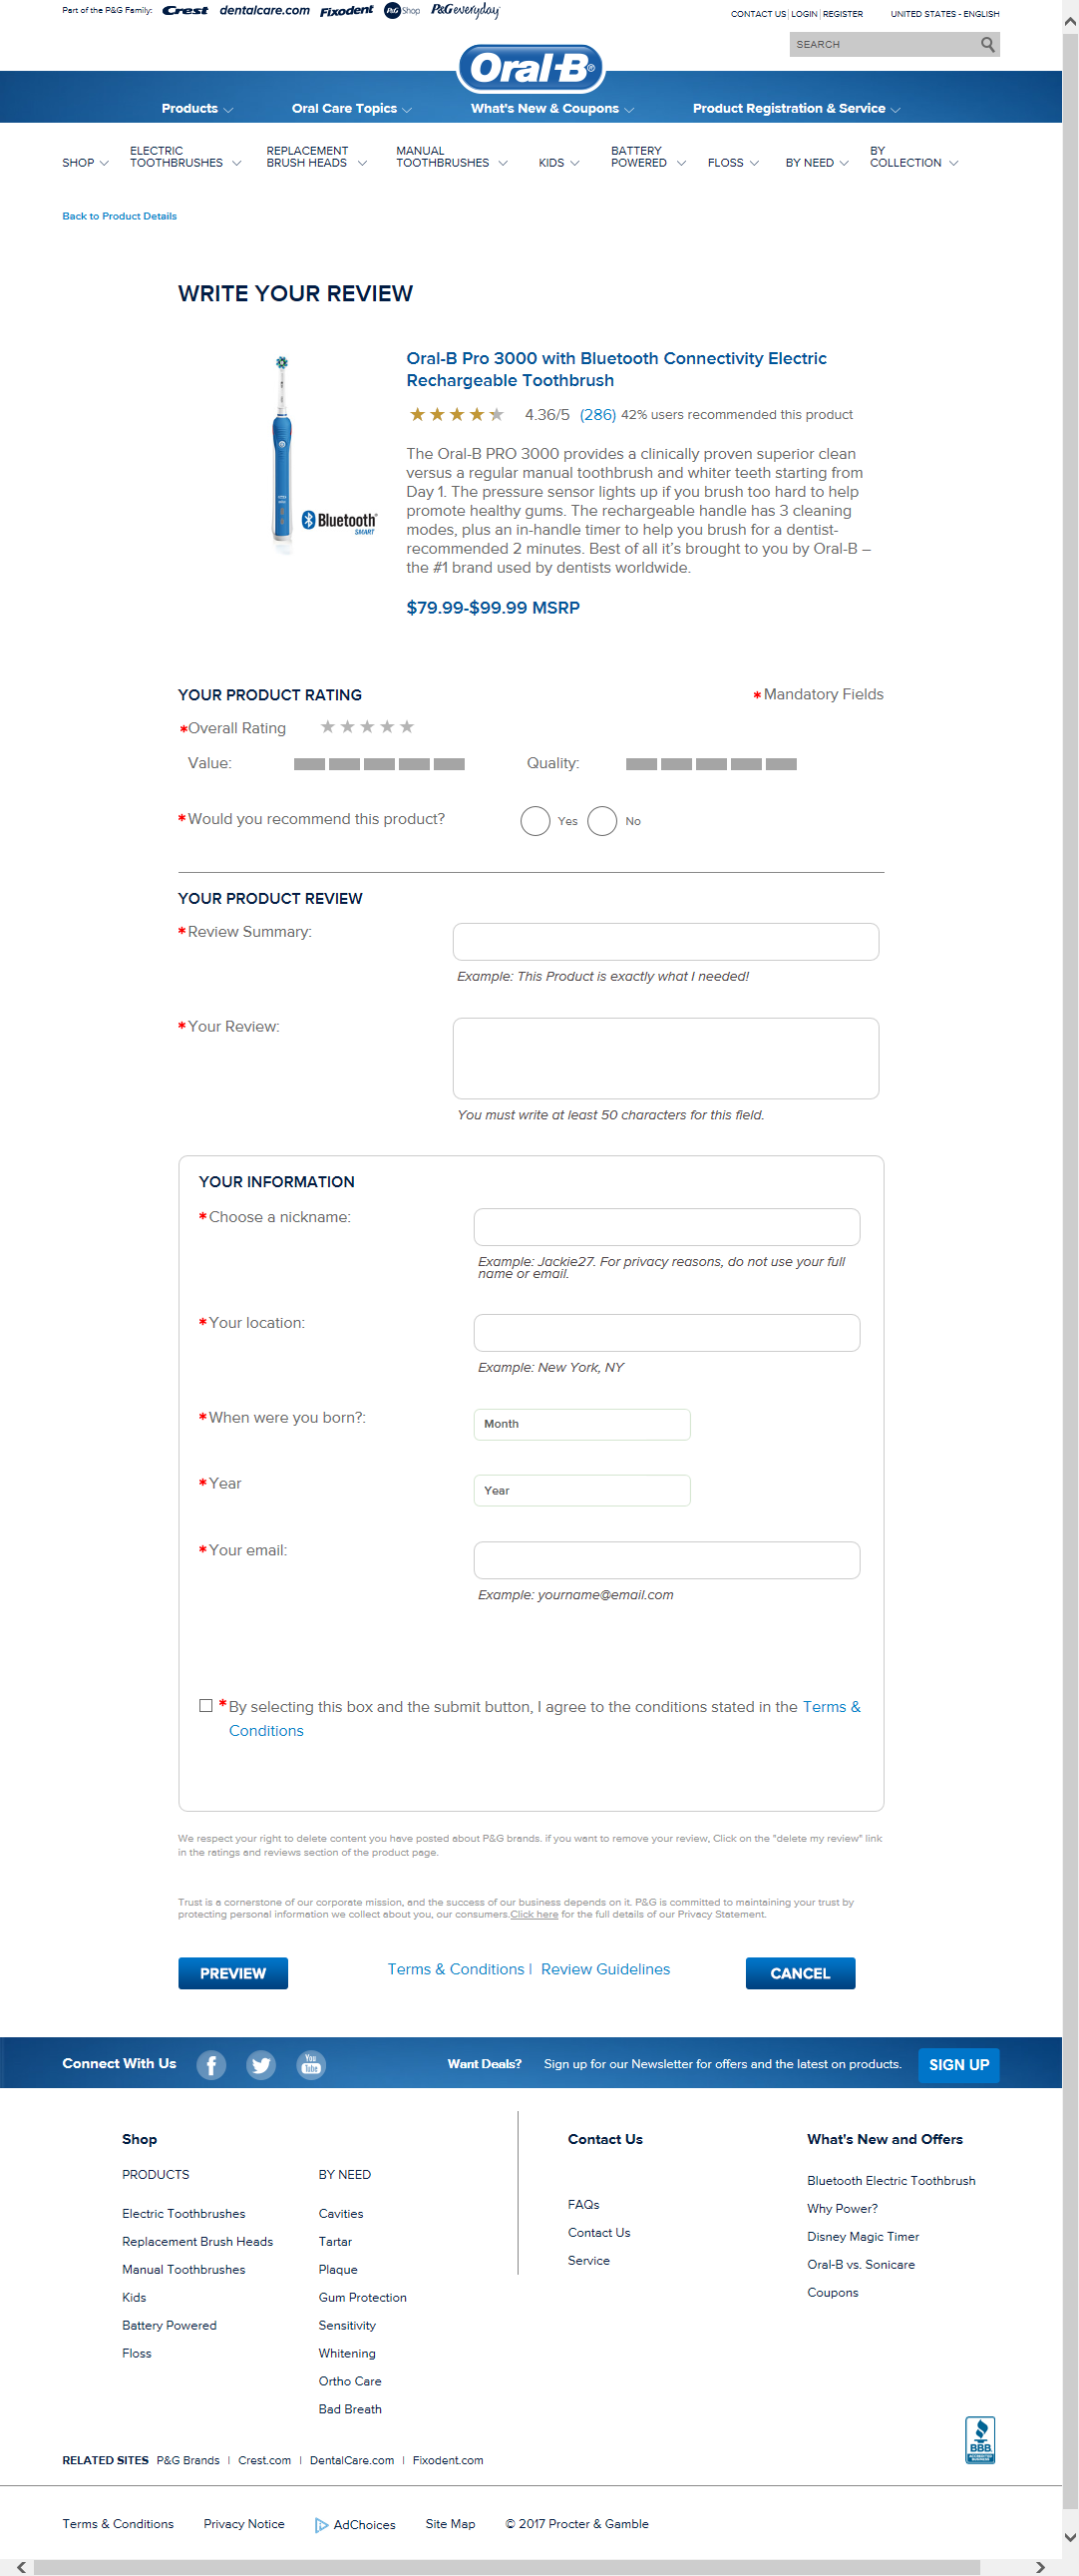 Part of the P&G Family: Crest dentalcare.com Fixodent P&G Shop P&G everyday
CONTACT US | LOGIN | REGISTER UNITED STATES - ENGLISH
SEARCH
Oral-B®
Products Oral Care Topics What's New & Coupons Product Registration & Service
SHOP ELECTRIC TOOTHBRUSHES REPLACEMENT BRUSH HEADS MANUAL TOOTHBRUSHES KIDS BATTERY POWERED FLOSS BY NEED BY COLLECTION
Back to Product Details
WRITE YOUR REVIEW
Oral-B Pro 3000 with Bluetooth Connectivity Electric
Rechargeable Toothbrush
4.36/5 (286) 42% users recommended this product
The Oral-B PRO 3000 provides a clinically proven superior clean
versus a regular manual toothbrush and whiter teeth starting from
Day 1. The pressure sensor lights up if you brush too hard to help
promote healthy gums. The rechargeable handle has 3 cleaning
modes, plus an in-handle timer to help you brush for a dentist-
recommended 2 minutes. Best of all it's brought to you by Oral-B –
the #1 brand used by dentists worldwide.
Bluetooth®
SMART
$79.99-$99.99 MSRP
YOUR PRODUCT RATING
*Mandatory Fields
*Overall Rating
Value:
Quality:
*Would you recommend this product? Yes No
YOUR PRODUCT REVIEW
*Review Summary:
Example: This Product is exactly what I needed!
*Your Review:
You must write at least 50 characters for this field.
YOUR INFORMATION
*Choose a nickname:
Example: Jackie27. For privacy reasons, do not use your full
name or email.
*Your location:
Example: New York, NY
*When were you born?: Month
*Year Year
*Your email:
Example: yourname@email.com
*By selecting this box and the submit button, I agree to the conditions stated in the Terms &
Conditions
We respect your right to delete content you have posted about P&G brands. if you want to remove your review, Click on the "delete my review" link
in the ratings and reviews section of the product page.
Trust is a cornerstone of our corporate mission, and the success of our business depends on it. P&G is committed to maintaining your trust by
protecting personal information we collect about you, our consumers.Click here for the full details of our Privacy Statement.
PREVIEW
Terms & Conditions | Review Guidelines
CANCEL
Connect With Us
You Tube
Want Deals? Sign up for our Newsletter for offers and the latest on products. SIGN UP
Shop
PRODUCTS
Electric Toothbrushes
Replacement Brush Heads
Manual Toothbrushes
Kids
Battery Powered
Floss
BY NEED
Cavities
Tartar
Plaque
Gum Protection
Sensitivity
Whitening
Ortho Care
Bad Breath
Contact Us
FAQs
Contact Us
Service
What's New and Offers
Bluetooth Electric Toothbrush
Why Power?
Disney Magic Timer
Oral-B vs. Sonicare
Coupons
BBB
RELATED SITES P&G Brands | Crest.com | DentalCare.com | Fixodent.com
Terms & Conditions Privacy Notice AdChoices Site Map © 2017 Procter & Gamble